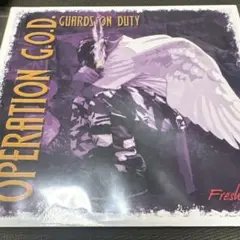 OPERATION G.O.D.
GUARDS ON DUTY
Fresh